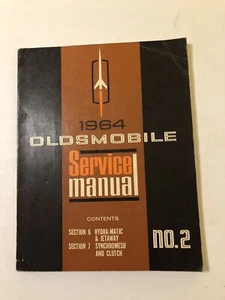 1964
OLDSMOBILE
Service
manual
CONTENTS
SECTION 6 HYDRA-MATIC
& JETAWAY
SECTION 7 SYNCHROMESH
AND CLUTCH
NO.2